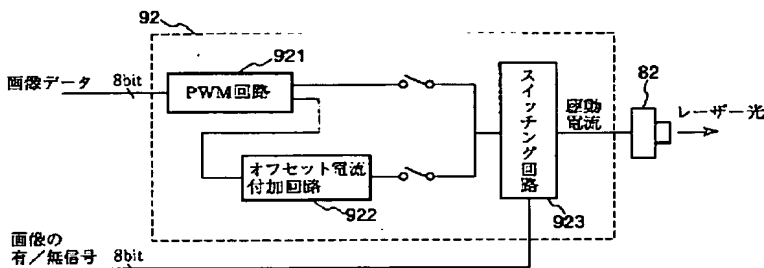 92
921
画像データ 8bit
PWM回路
オフセット電流
付加回路
922
スイッチング回路
923
駆動
電流
82
レーザー光
画像の
有/無信号 8bit